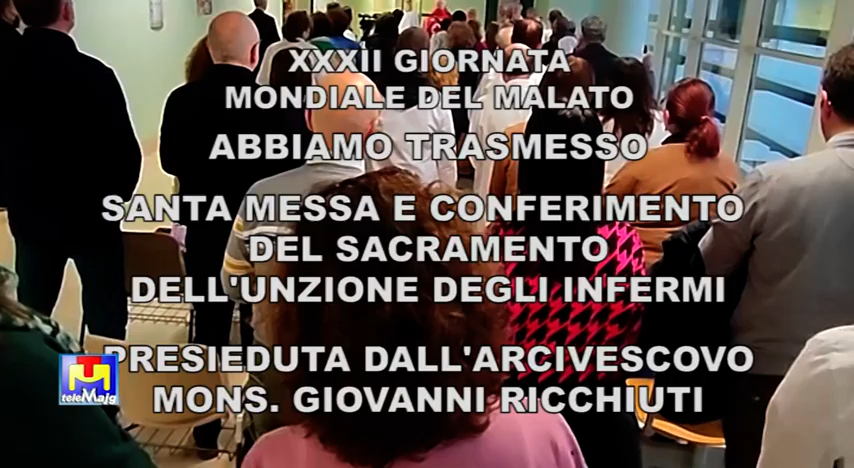 XXXII GIORNATA
MONDIALE DEL MALATO
ABBIAMO TRASMESSO
SANTA MESSA E CONFERIMENTO
DEL SACRAMENTO
DELL'UNZIONE DEGLI INFERMI
PRESIEDUTA DALL'ARCIVESCOVO
MONS. GIOVANNI RICCHIUTI
TM
teleMajg